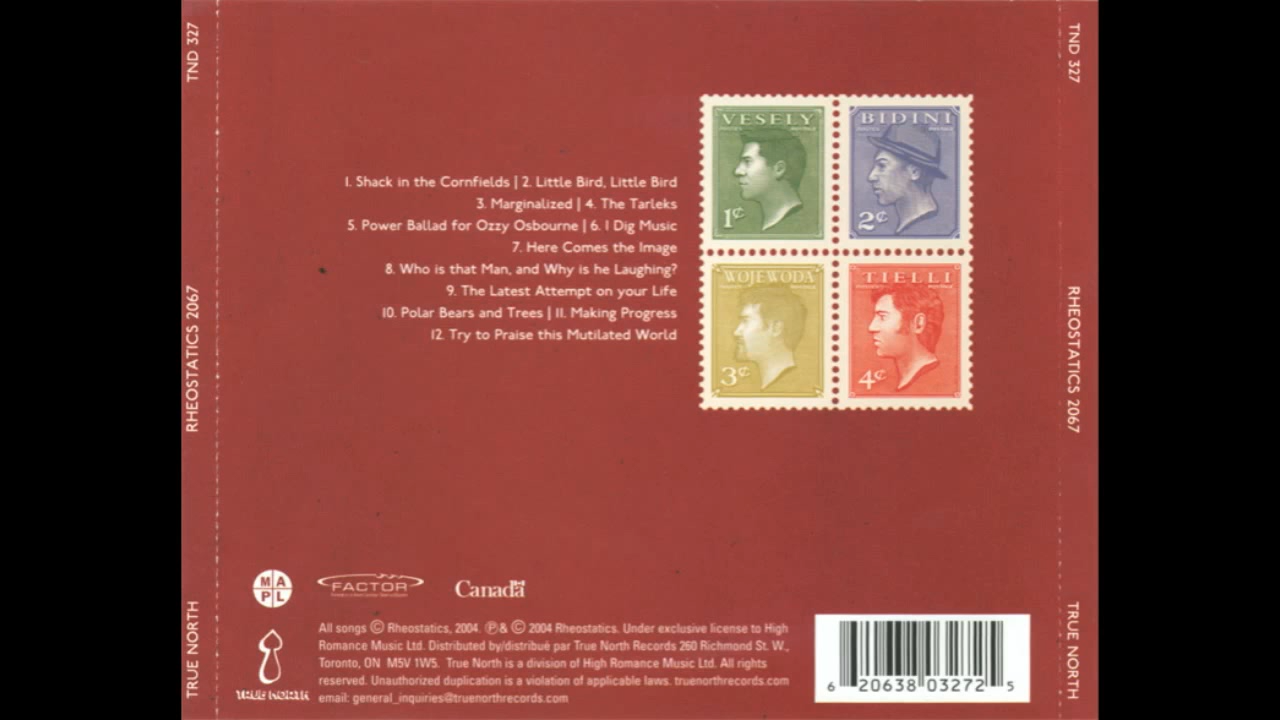 TND 327
RHEOSTATICS 2067
TRUE NORTH
1. Shack in the Cornfields | 2. Little Bird, Little Bird
3. Marginalized | 4. The Tarleks
5. Power Ballad for Ozzy Osbourne | 6. I Dig Music
7. Here Comes the Image
8. Who is that Man, and Why is he Laughing?
9. The Latest Attempt on your Life
10. Polar Bears and Trees | 11. Making Progress
12. Try to Praise this Mutilated World
VESELY
1¢
BIDINI
2¢
WOJEWODA
3¢
TIELLI
4¢
M A
P L
FACTOR
Canada
TRUE NORTH
All songs © Rheostatics, 2004. ℗ & © 2004 Rheostatics. Under exclusive license to High
Romance Music Ltd. Distributed by/distribué par True North Records 260 Richmond St. W.,
Toronto, ON M5V 1W5. True North is a division of High Romance Music Ltd. All rights
reserved. Unauthorized duplication is a violation of applicable laws. truenorthrecords.com
email: general_inquiries@truenorthrecords.com
6 20638 03272 5
TND 327
RHEOSTATICS 2067
TRUE NORTH